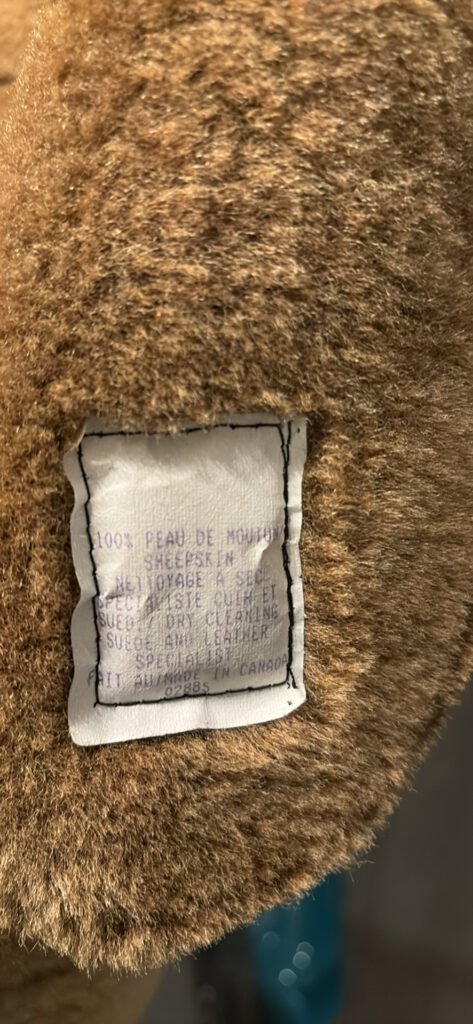 100% PEAU DE MOUTON
SHEEPSKIN
NETTOYAGE A SEC
SPECIALISTE CUIR ET
SUEDE/ DRY CLEANING
SUEDE AND LEATHER
SPECIALIST
FAIT AU/MADE IN CANADA
02885